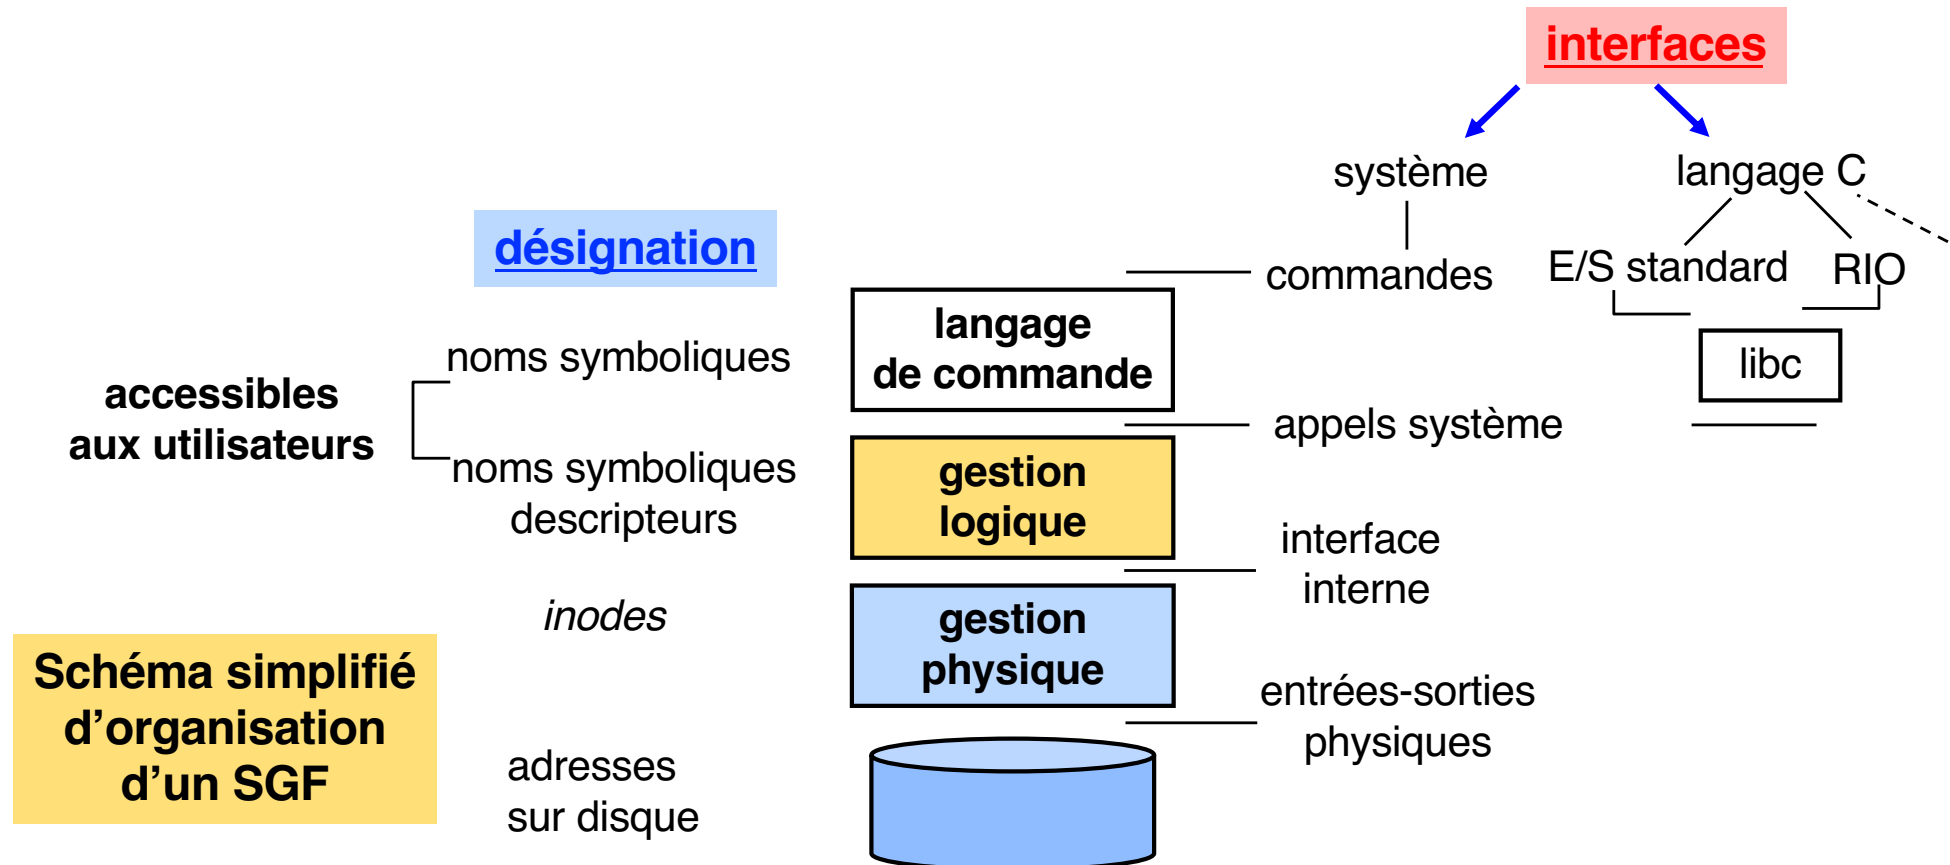 interfaces
système
langage C
désignation
commandes
E/S standard
RIO
langage
de commande
noms symboliques
libc
accessibles
aux utilisateurs
appels système
noms symboliques
descripteurs
gestion
logique
interface
interne
inodes
gestion
physique
Schéma simplifié
d’organisation
d’un SGF
entrées-sorties
physiques
adresses
sur disque